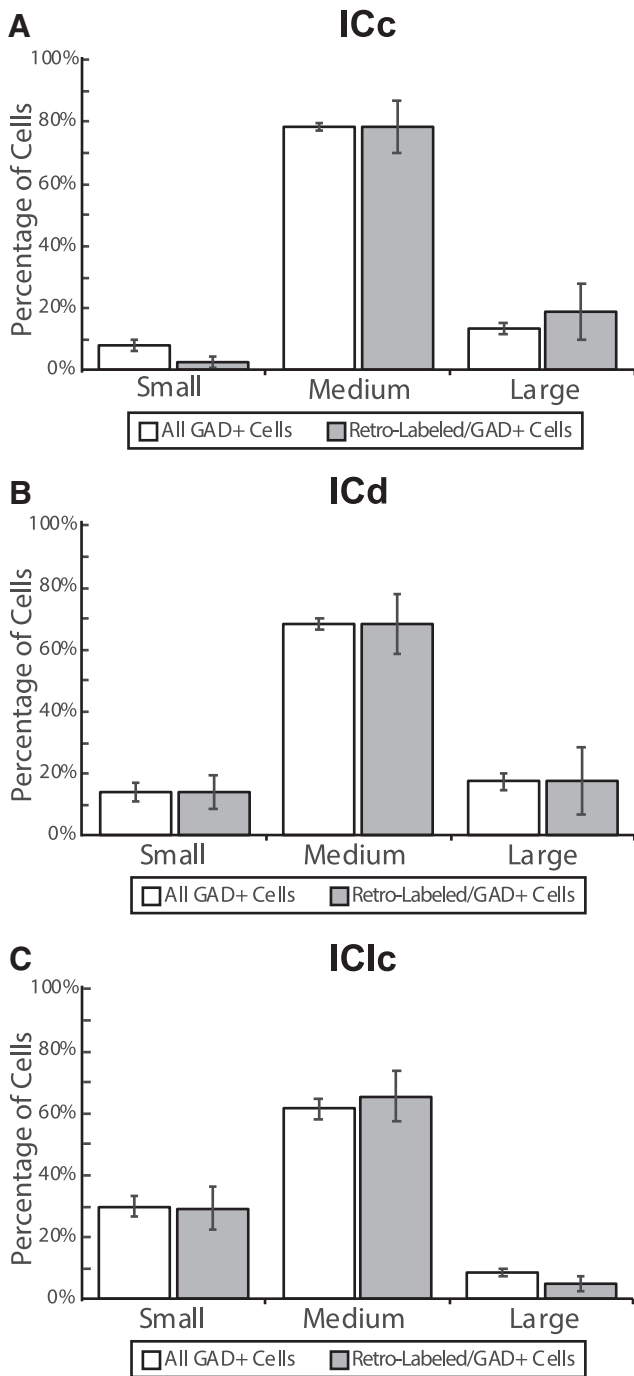 A
ICc
Percentage of Cells
100%
80%
60%
40%
20%
0%
Small Medium Large
All GAD+ Cells Retro-Labeled/GAD+ Cells
B
ICd
Percentage of Cells
100%
80%
60%
40%
20%
0%
Small Medium Large
All GAD+ Cells Retro-Labeled/GAD+ Cells
C
IClc
Percentage of Cells
100%
80%
60%
40%
20%
0%
Small Medium Large
All GAD+ Cells Retro-Labeled/GAD+ Cells